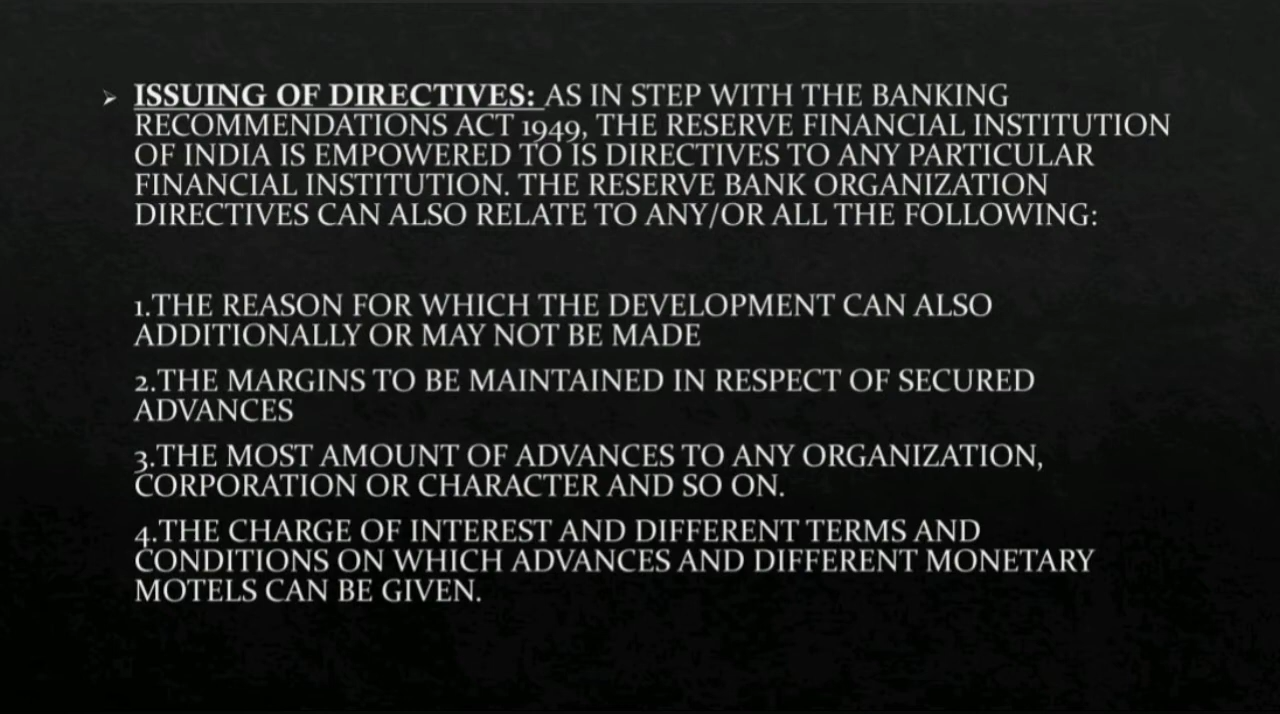 ISSUING OF DIRECTIVES: AS IN STEP WITH THE BANKING
RECOMMENDATIONS ACT 1949, THE RESERVE FINANCIAL INSTITUTION
OF INDIA IS EMPOWERED TO IS DIRECTIVES TO ANY PARTICULAR
FINANCIAL INSTITUTION. THE RESERVE BANK ORGANIZATION
DIRECTIVES CAN ALSO RELATE TO ANY/OR ALL THE FOLLOWING:
1.THE REASON FOR WHICH THE DEVELOPMENT CAN ALSO
ADDITIONALLY OR MAY NOT BE MADE
2.THE MARGINS TO BE MAINTAINED IN RESPECT OF SECURED
ADVANCES
3.THE MOST AMOUNT OF ADVANCES TO ANY ORGANIZATION,
CORPORATION OR CHARACTER AND SO ON.
4.THE CHARGE OF INTEREST AND DIFFERENT TERMS AND
CONDITIONS ON WHICH ADVANCES AND DIFFERENT MONETARY
MOTELS CAN BE GIVEN.